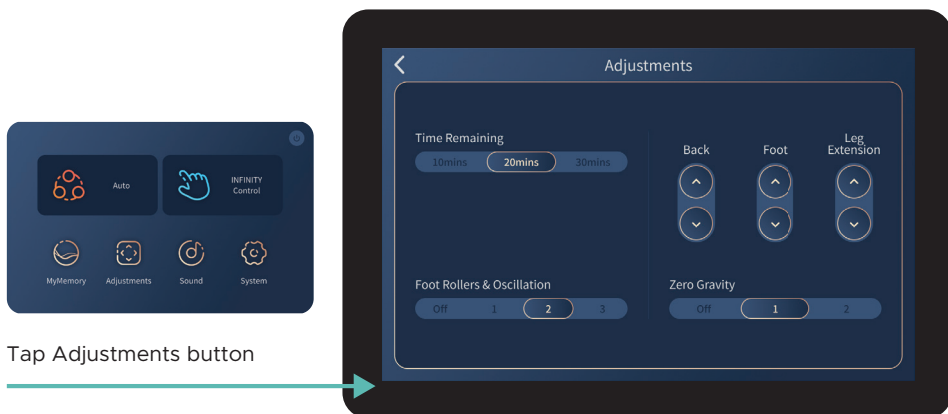 Adjustments
Time Remaining
10mins 20mins 30mins
Back
Foot
Leg
Extension
Foot Rollers & Oscillation
Off 1 2 3
Zero Gravity
Off 1 2
Auto
INFINITY
Control
MyMemory
Adjustments
Sound
System
Tap Adjustments button